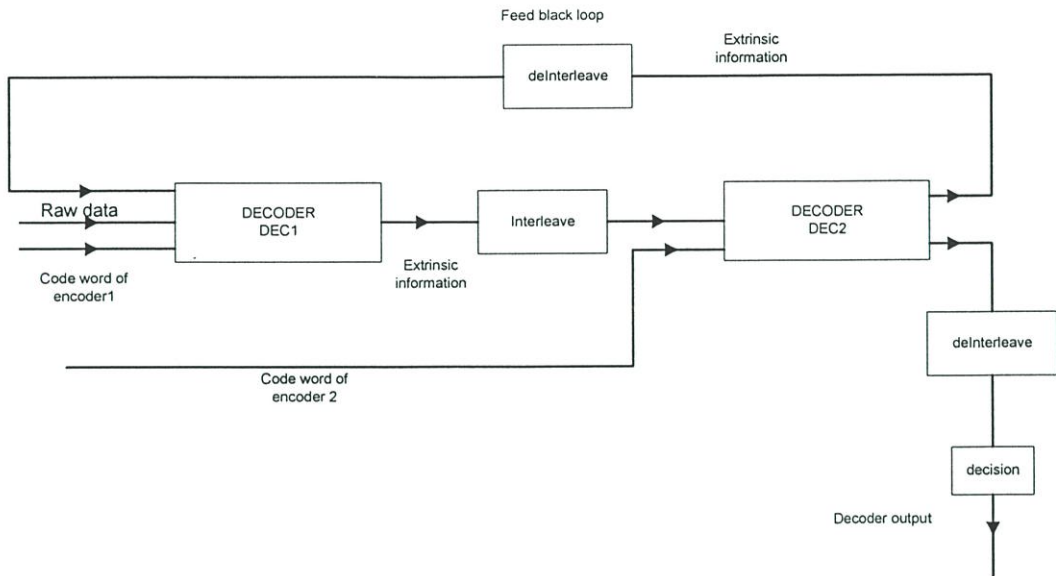 Feed black loop
Extrinsic
information
deInterleave
Raw data
DECODER
DEC1
Interleave
DECODER
DEC2
Code word of
encoder1
Extrinsic
information
deInterleave
Code word of
encoder 2
decision
Decoder output